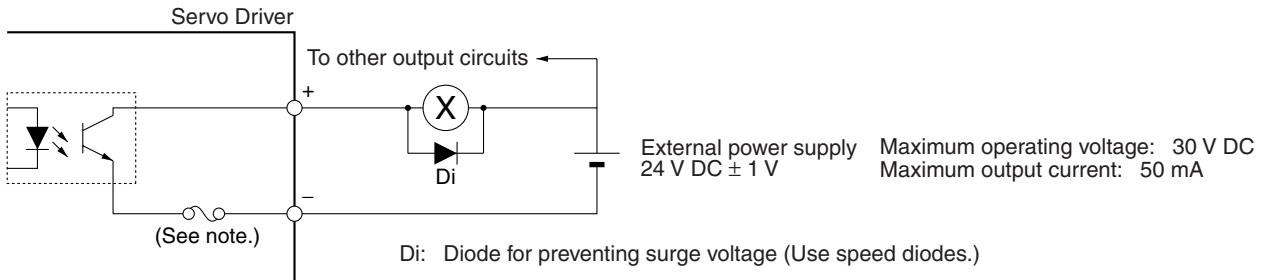 Servo Driver
To other output circuits
+
X
Di
External power supply
24 V DC ± 1 V
Maximum operating voltage: 30 V DC
Maximum output current: 50 mA
–
(See note.)
Di: Diode for preventing surge voltage (Use speed diodes.)